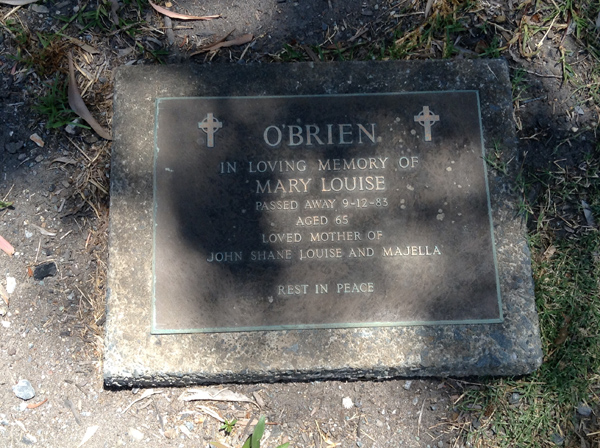 O'BRIEN
IN LOVING MEMORY OF
MARY LOUISE
PASSED AWAY 9-12-83
AGED 65
LOVED MOTHER OF
JOHN SHANE LOUISE AND MAJELLA
REST IN PEACE